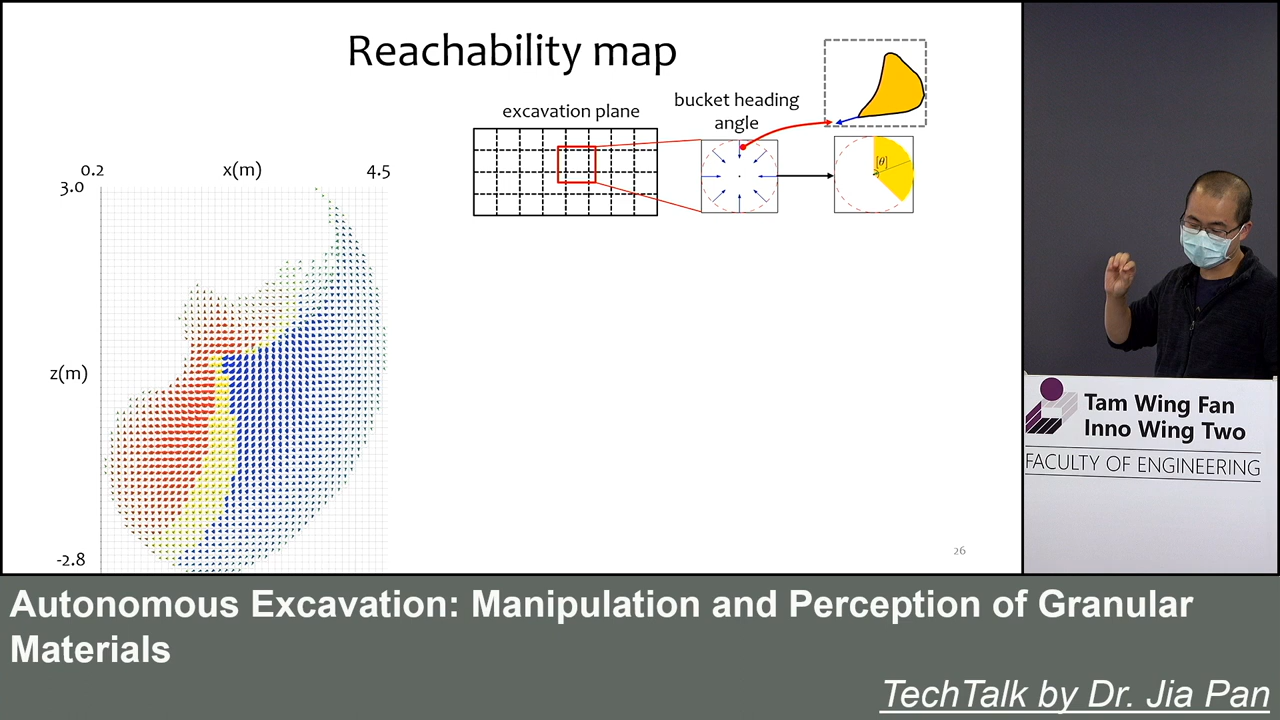 Reachability map
excavation plane
bucket heading
angle
0.2
x(m)
4.5
3.0
[θ]
z(m)
-2.8
26
Tam Wing Fan
Inno Wing Two
FACULTY OF ENGINEERING
Autonomous Excavation: Manipulation and Perception of Granular
Materials
TechTalk by Dr. Jia Pan